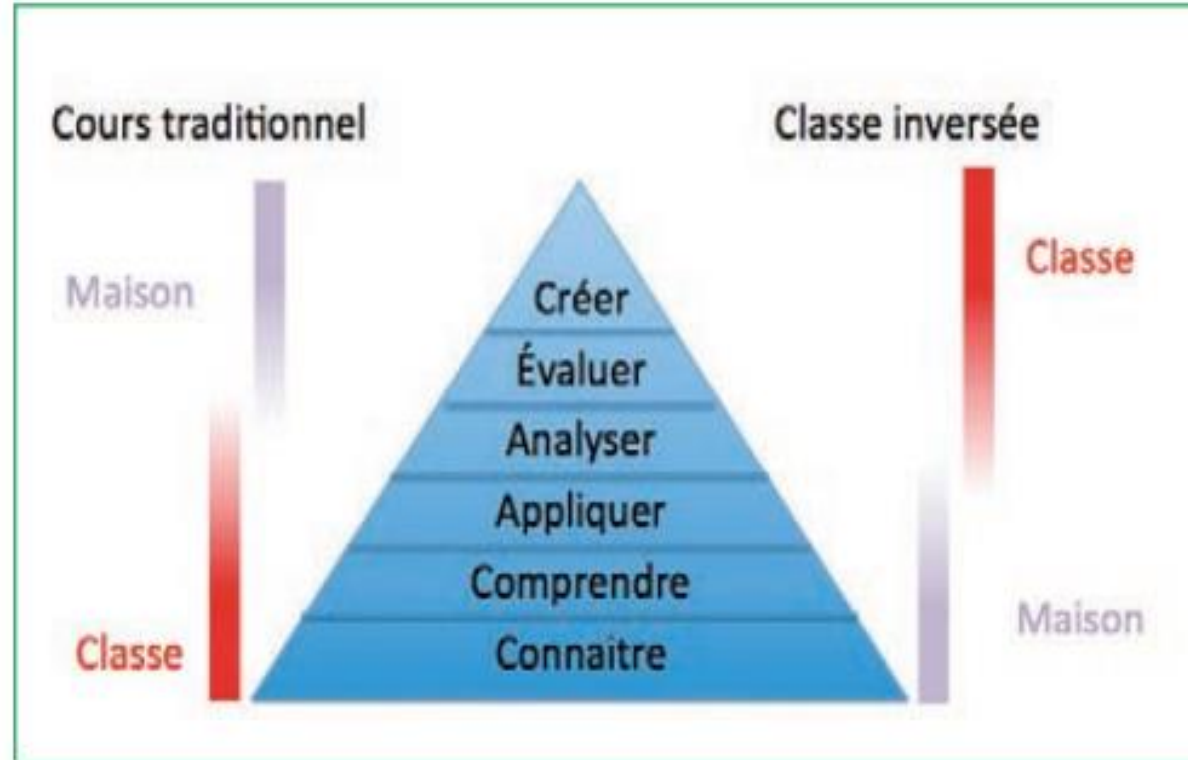 Cours traditionnel
Classe inversée
Maison
Classe
Créer
Évaluer
Analyser
Appliquer
Comprendre
Connaitre
Classe
Maison